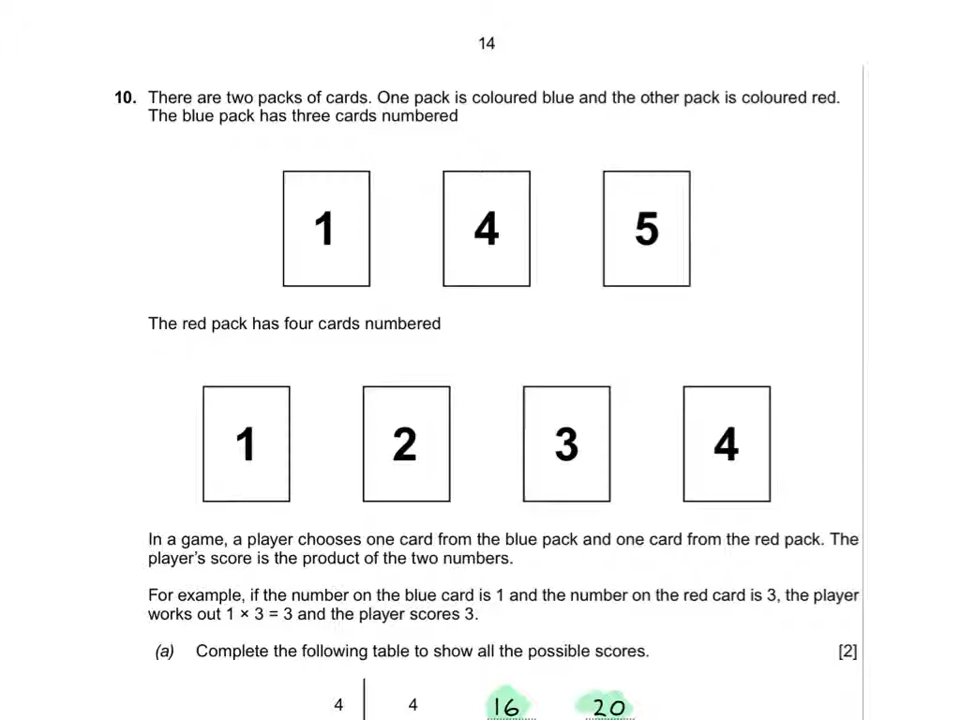 14
10. There are two packs of cards. One pack is coloured blue and the other pack is coloured red.
The blue pack has three cards numbered
1 4 5
The red pack has four cards numbered
1 2 3 4
In a game, a player chooses one card from the blue pack and one card from the red pack. The
player's score is the product of the two numbers.
For example, if the number on the blue card is 1 and the number on the red card is 3, the player
works out 1 × 3 = 3 and the player scores 3.
(a) Complete the following table to show all the possible scores. [2]
4 4 16 20